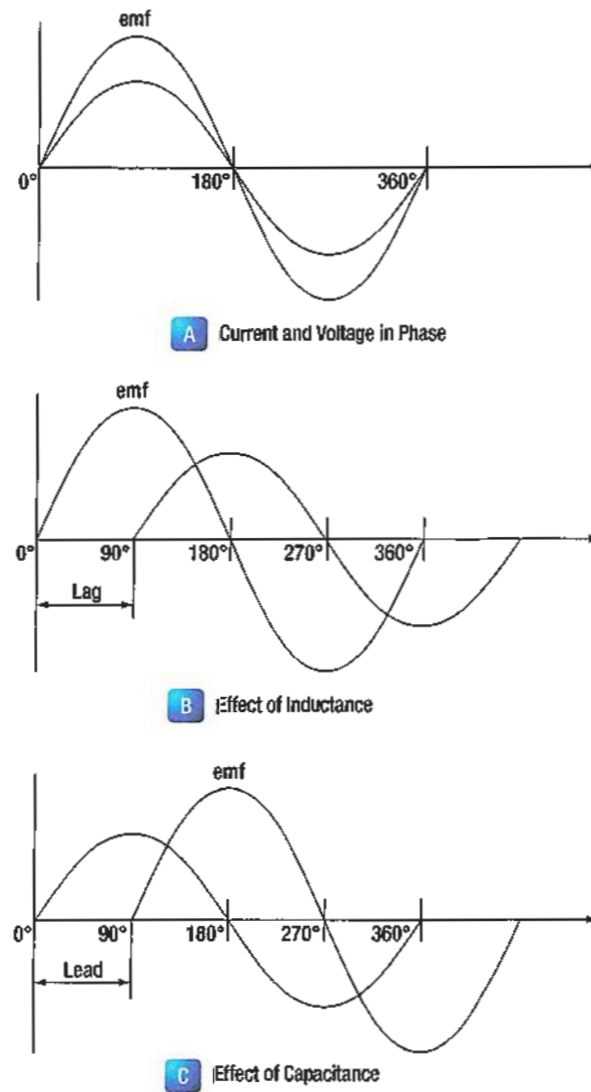 emf
0° 180° 360°
A Current and Voltage in Phase
emf
0° 90° 180° 270° 360°
Lag
B Effect of Inductance
emf
0° 90° 180° 270° 360°
Lead
C Effect of Capacitance